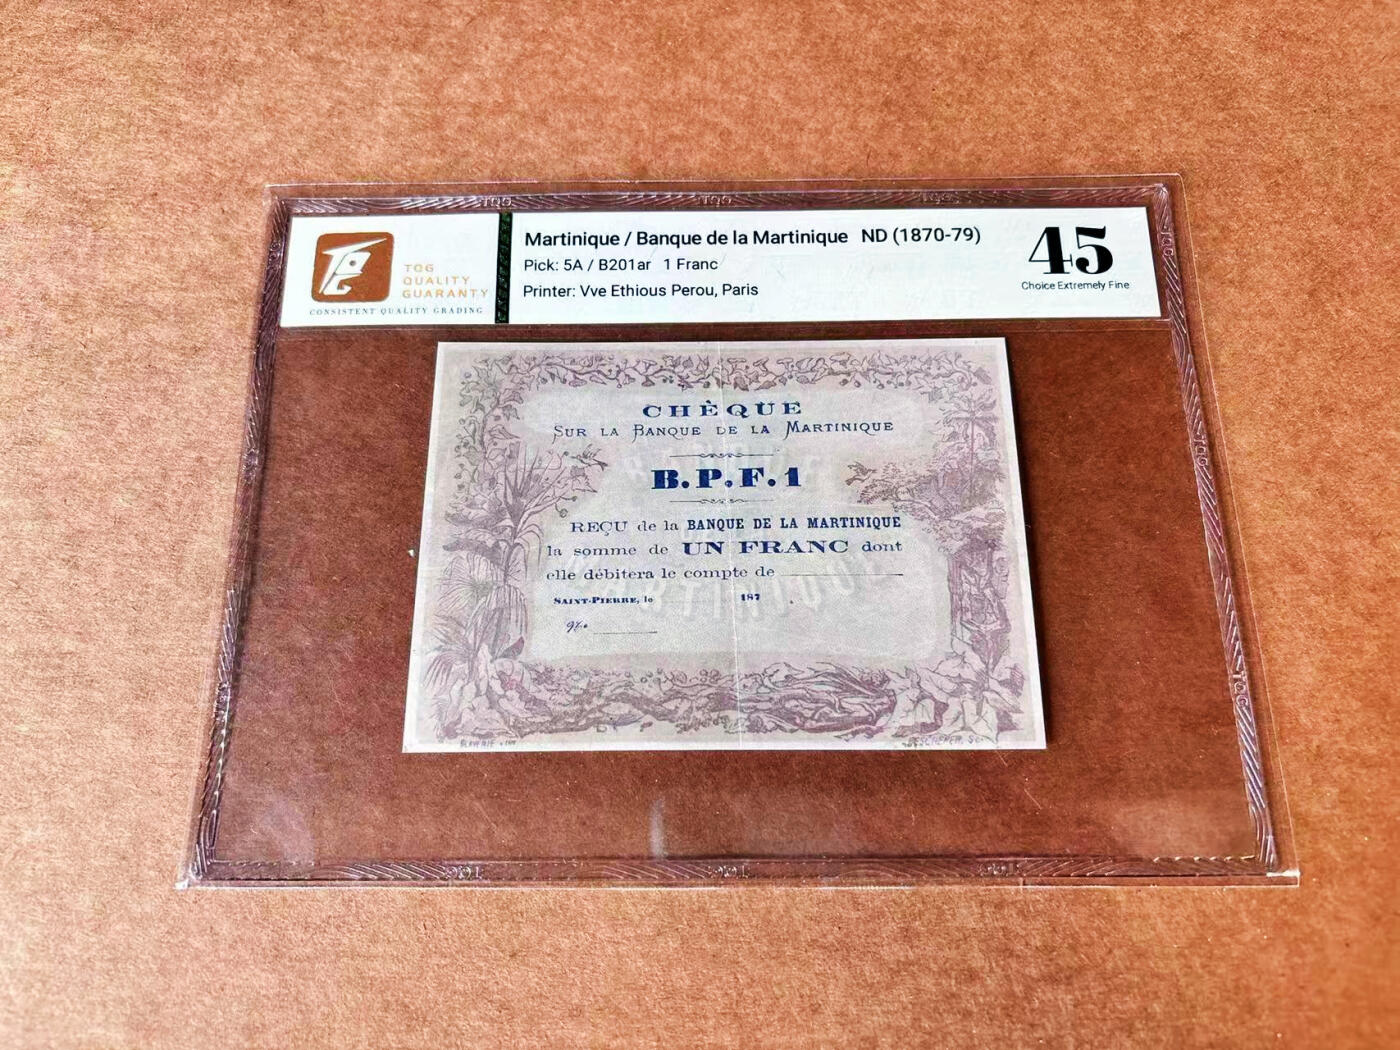 TQG
QUALITY
GUARANTY
CONSISTENT QUALITY GRADING
Martinique / Banque de la Martinique ND (1870-79)
Pick: 5A / B201ar 1 Franc
Printer: Vve Ethious Perou, Paris
45
Choice Extremely Fine
CHÈQUE
SUR LA BANQUE DE LA MARTINIQUE
B.P.F.1
REÇU de la BANQUE DE LA MARTINIQUE
la somme de UN FRANC dont
elle débitera le compte de
SAINT-PIERRE, le 187 .
No